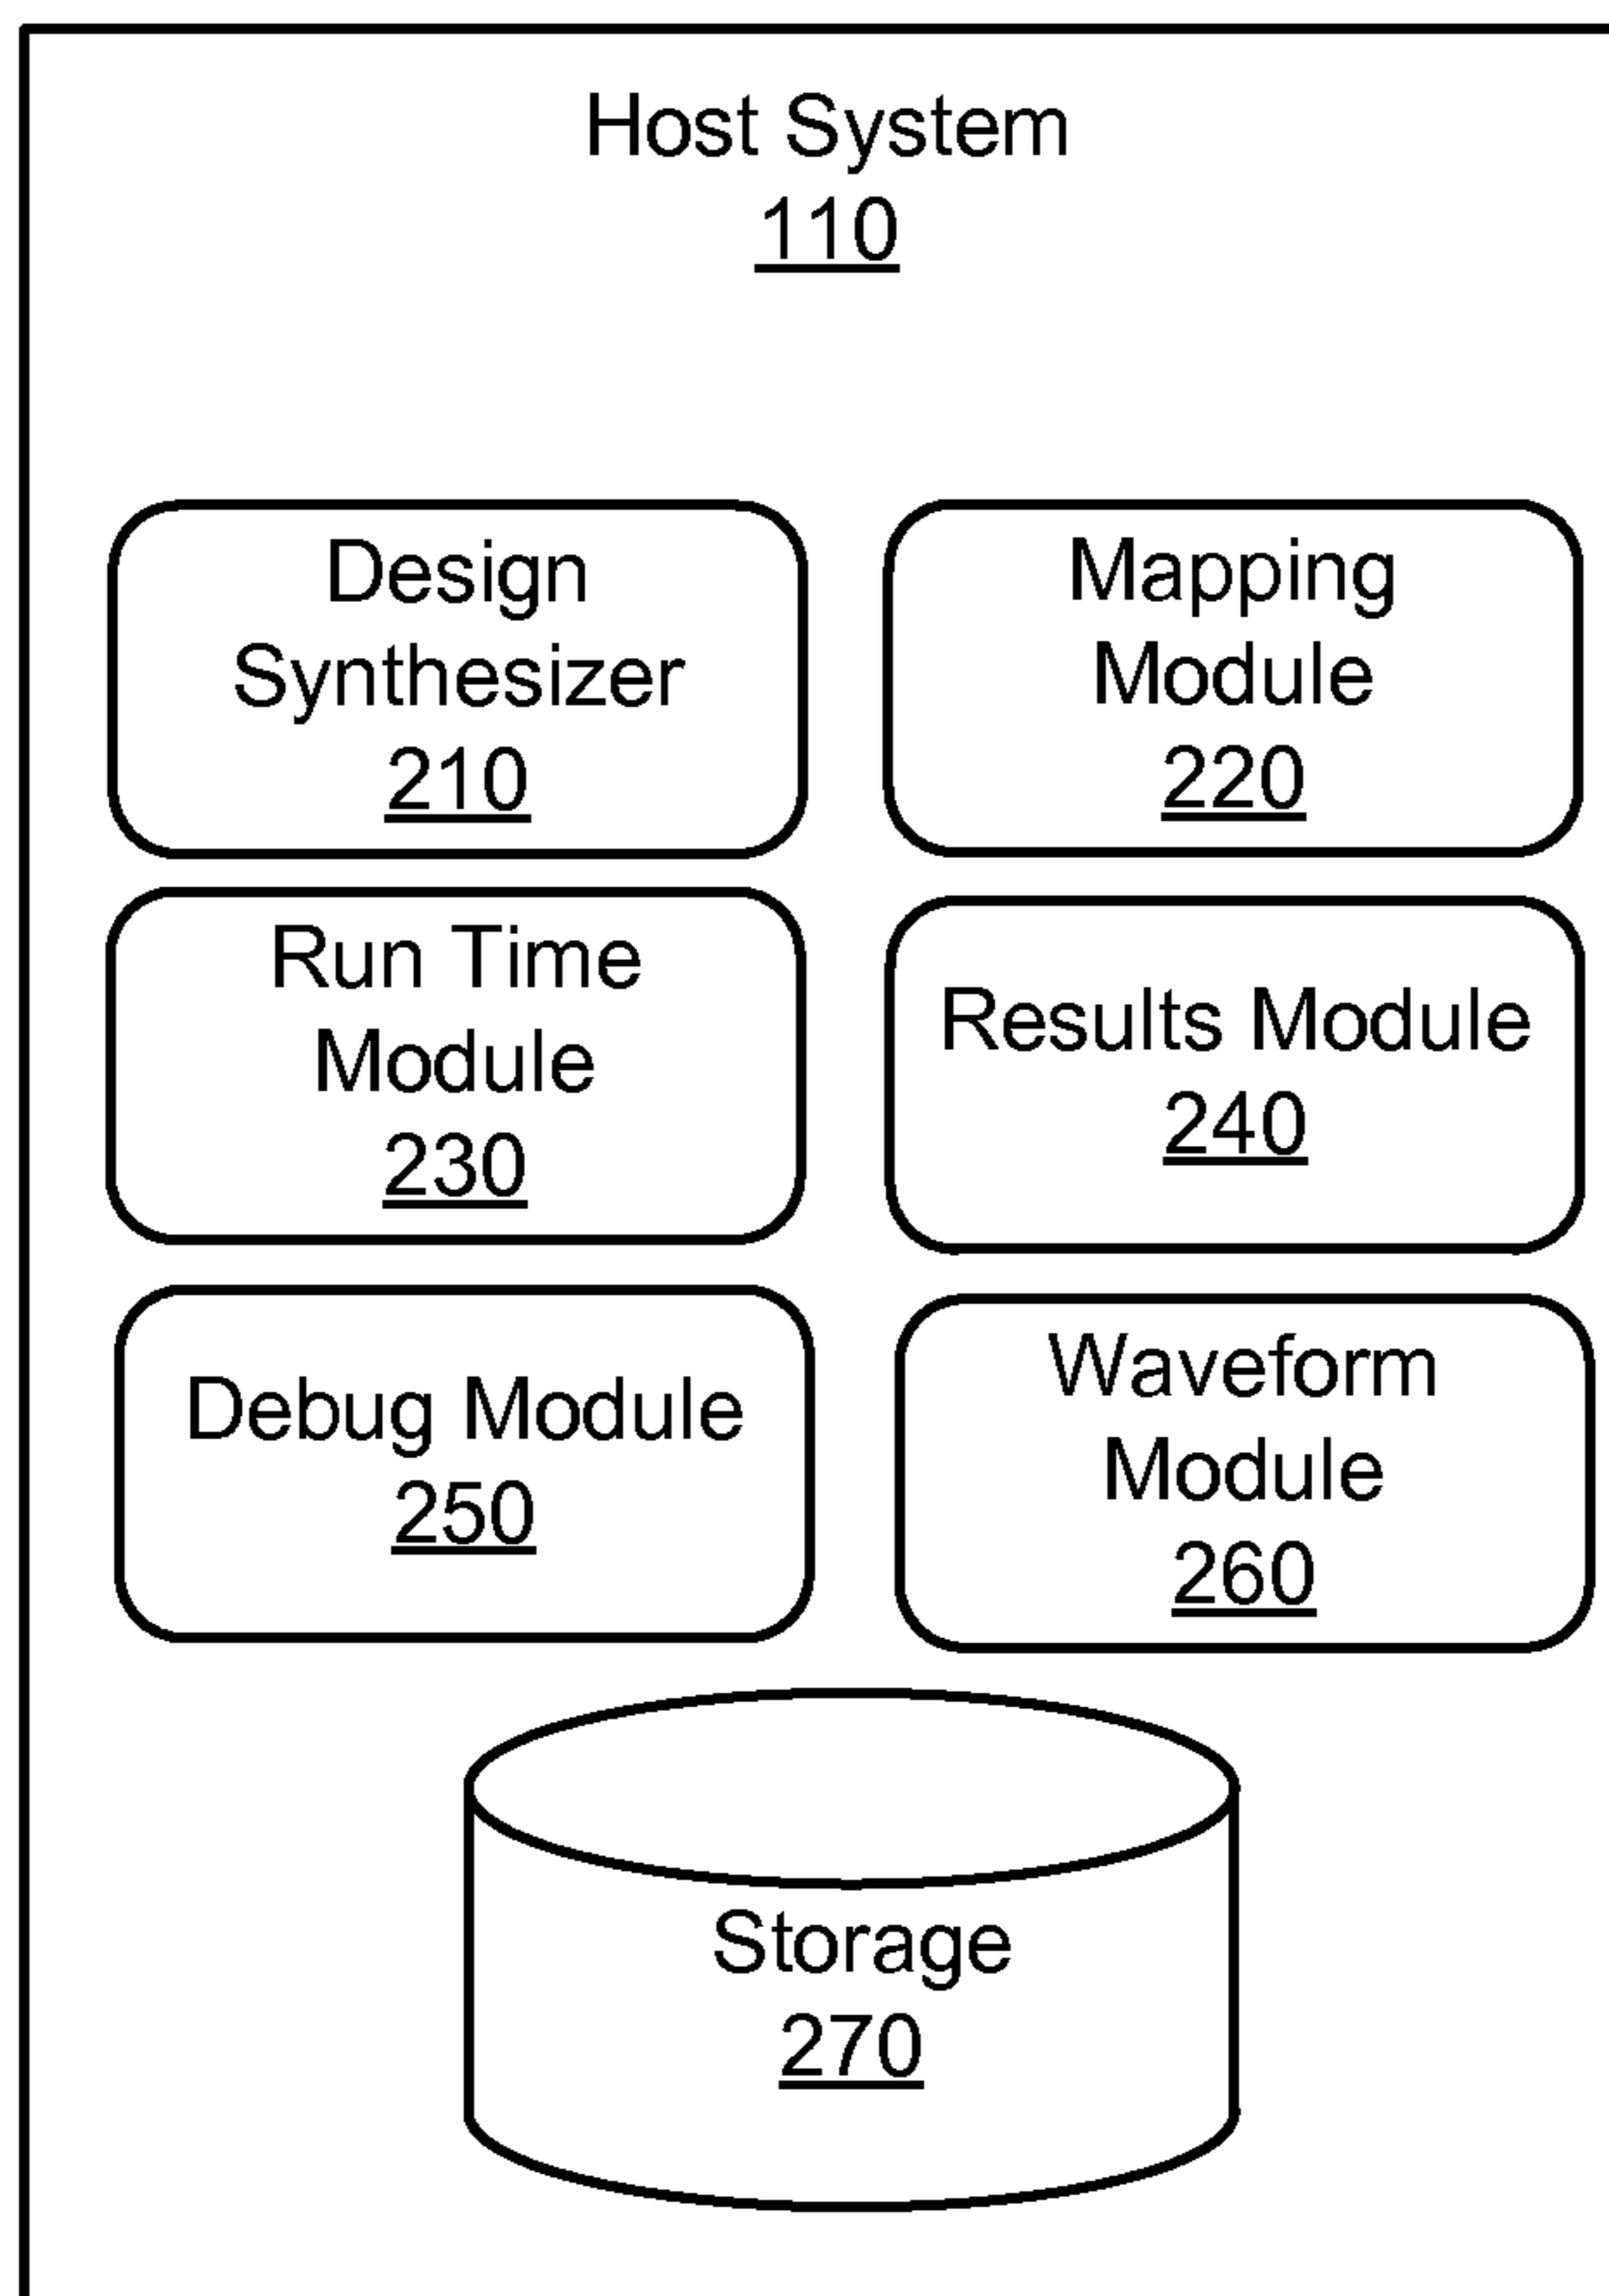 Host System
110
Design
Synthesizer
210
Mapping
Module
220
Run Time
Module
230
Results Module
240
Debug Module
250
Waveform
Module
260
Storage
270